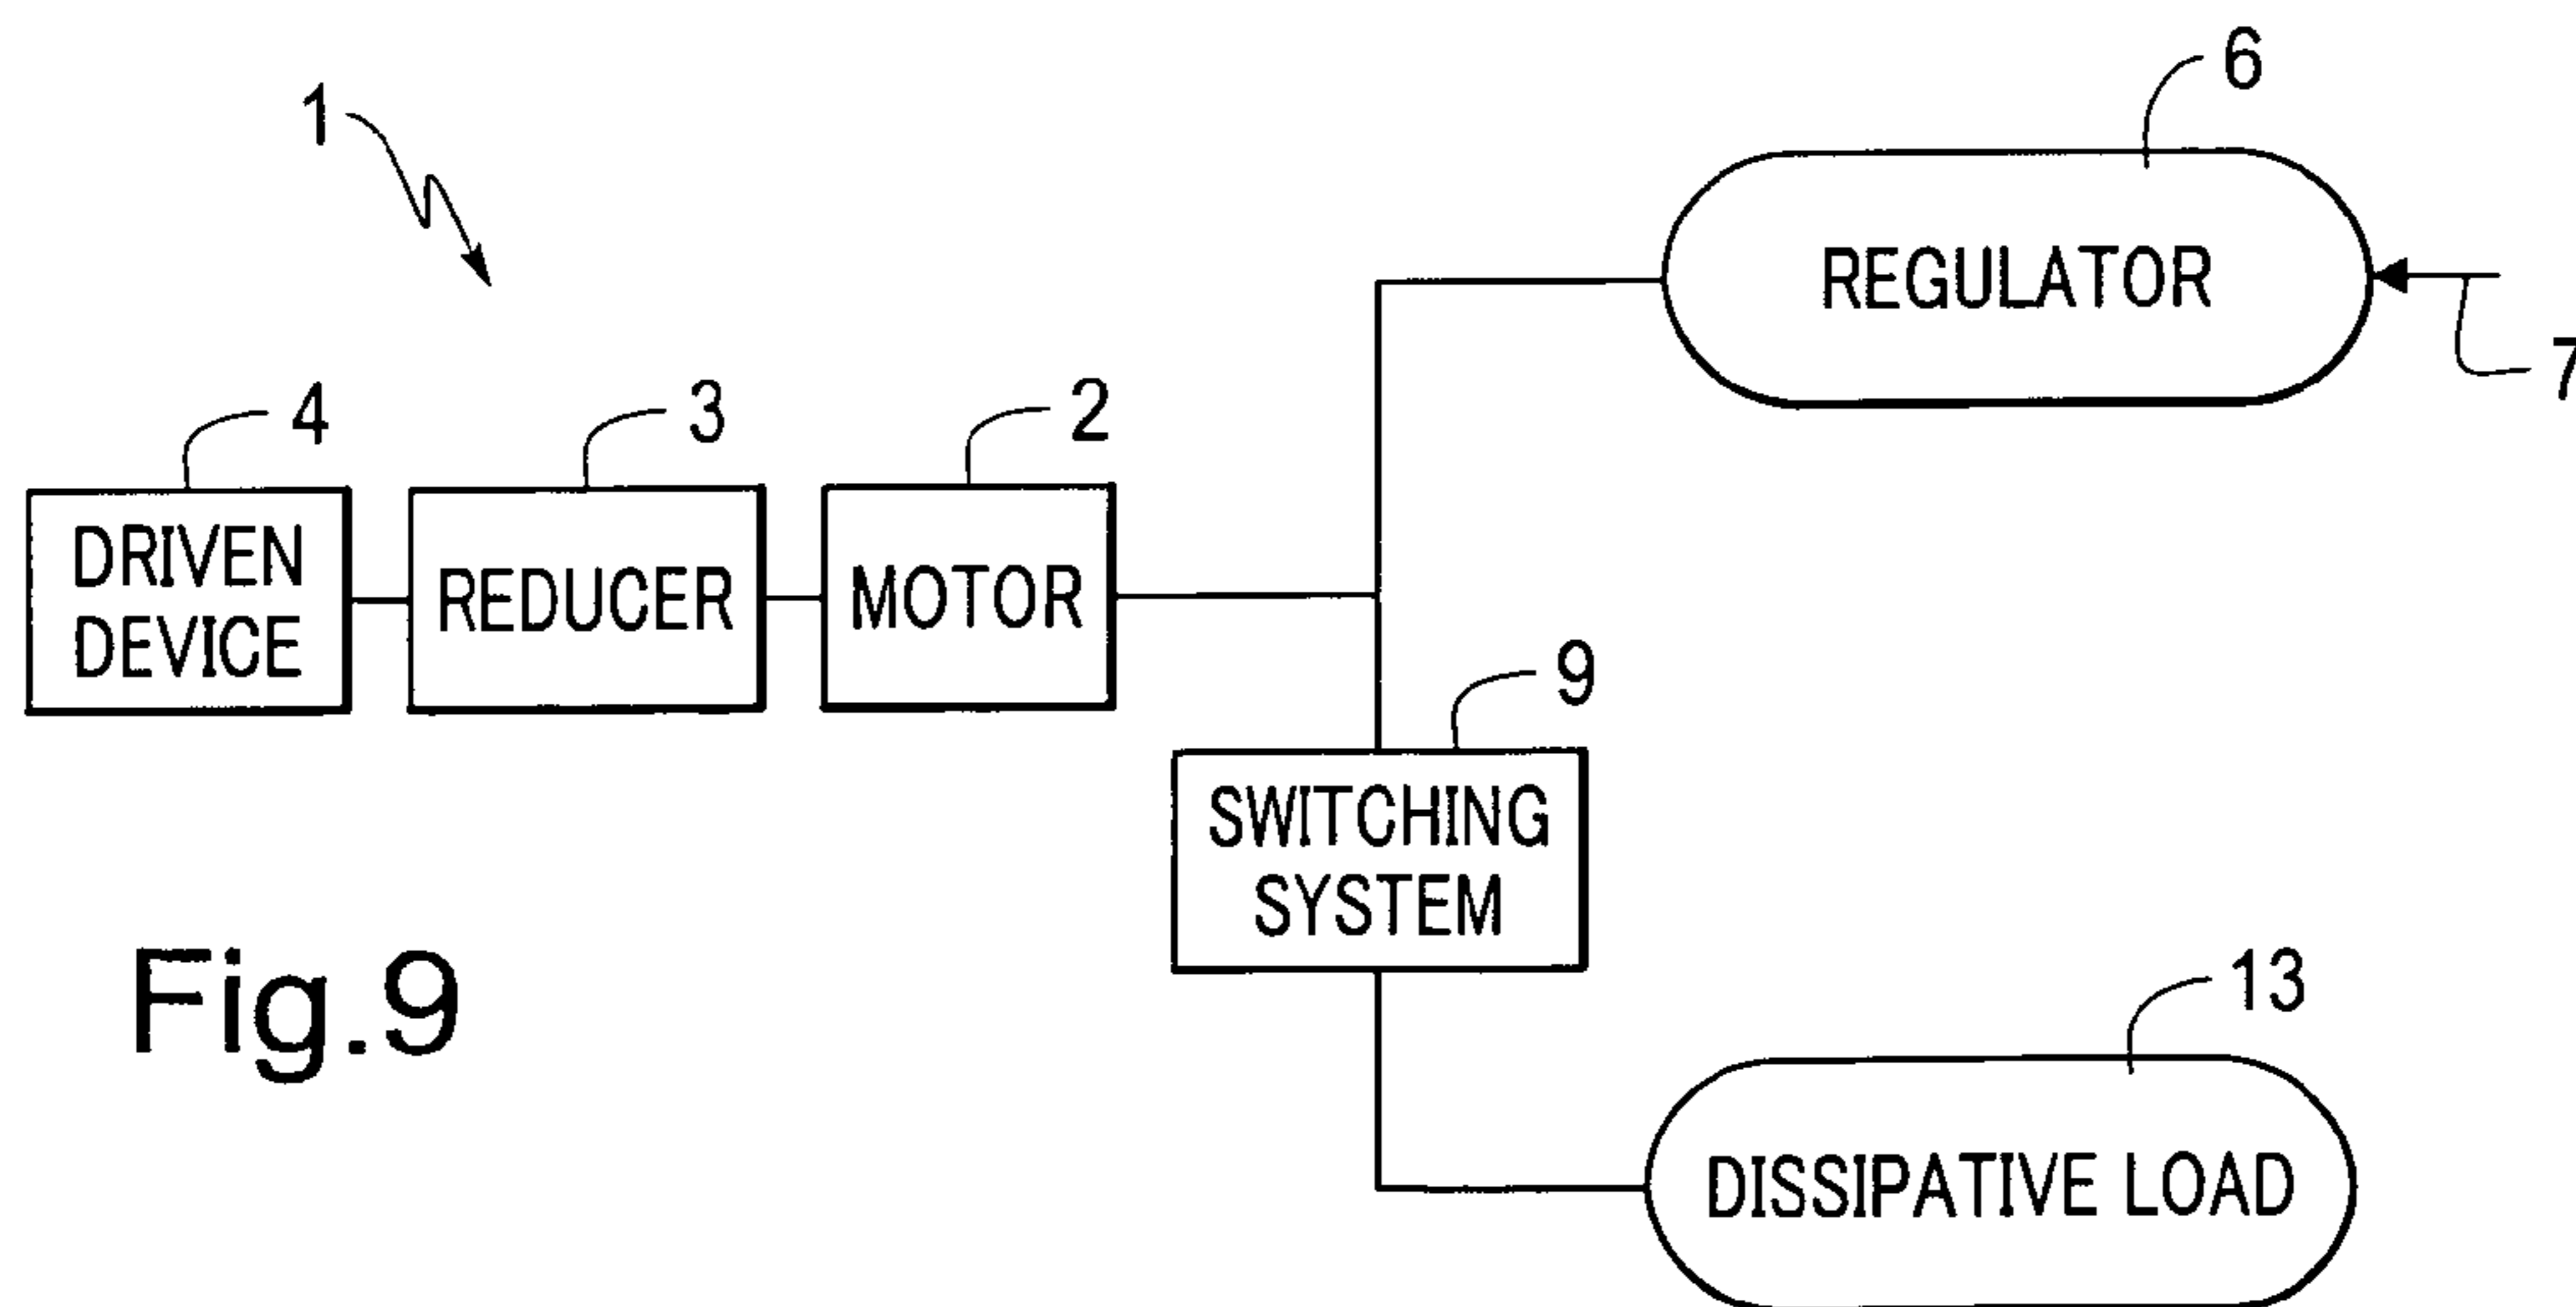 1
6
REGULATOR
7
4
3
2
DRIVEN
DEVICE
REDUCER
MOTOR
9
SWITCHING
SYSTEM
13
DISSIPATIVE LOAD
Fig.9